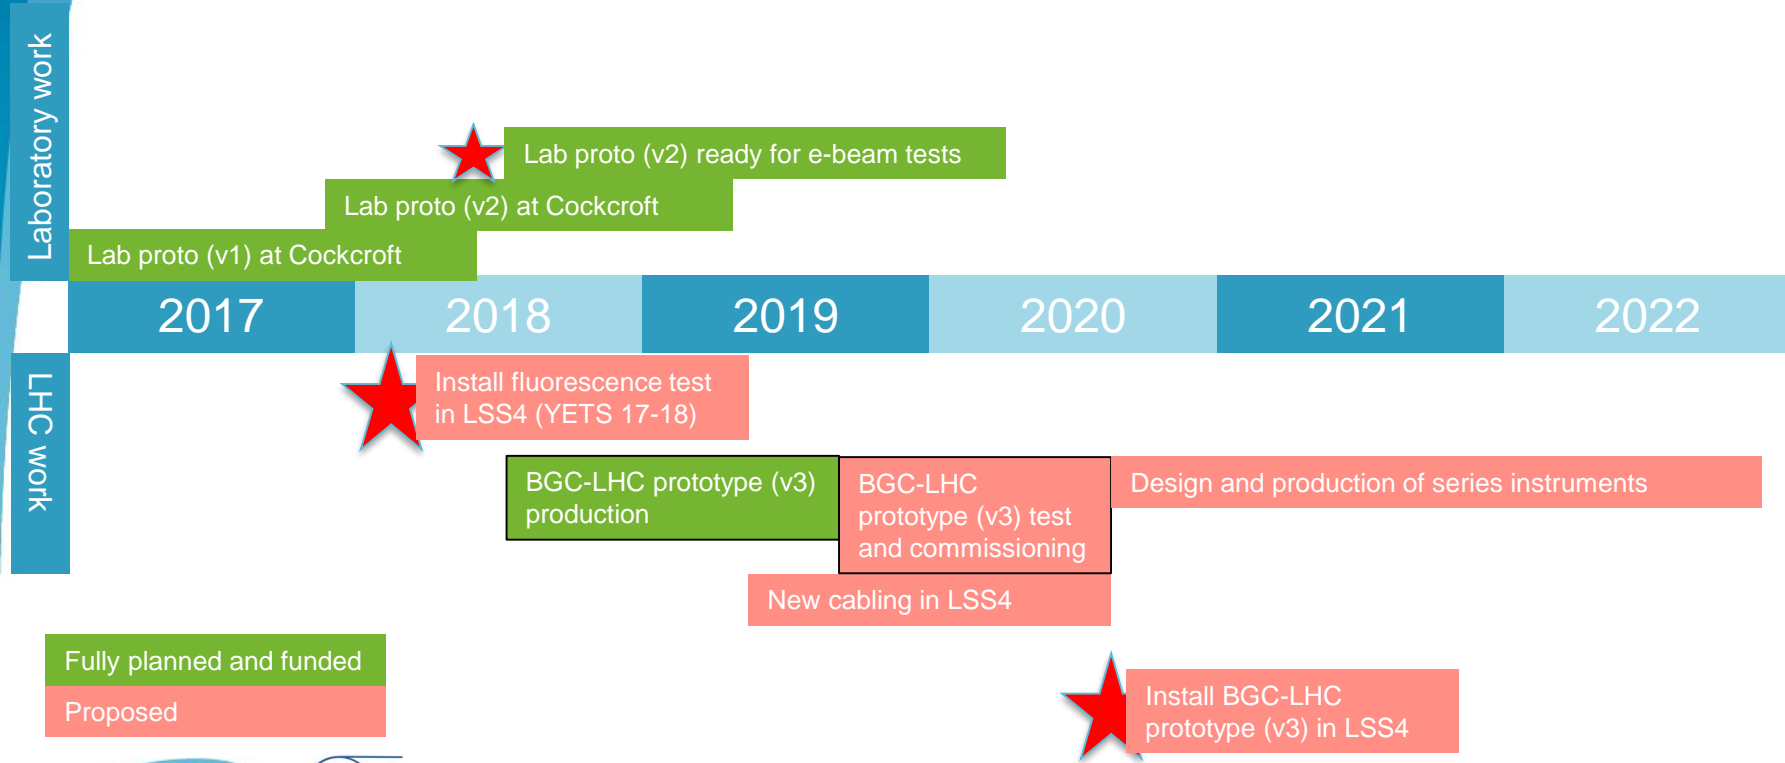 Laboratory work
Lab proto (v2) ready for e-beam tests
Lab proto (v2) at Cockcroft
Lab proto (v1) at Cockcroft
2017 2018 2019 2020 2021 2022
LHC work
Install fluorescence test
in LSS4 (YETS 17-18)
BGC-LHC prototype (v3)
production
BGC-LHC
prototype (v3) test
and commissioning
Design and production of series instruments
New cabling in LSS4
Fully planned and funded
Proposed
Install BGC-LHC
prototype (v3) in LSS4